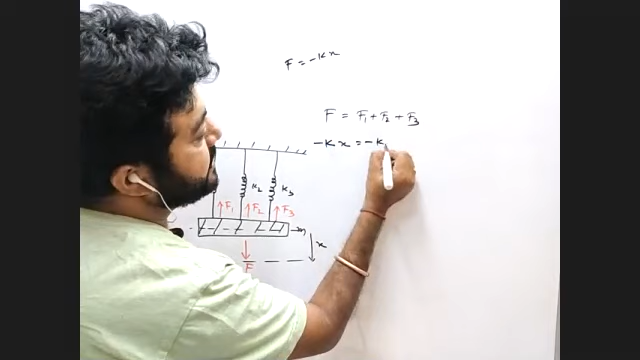 F = -Kx
F = F₁ + F₂ + F₃
-Kx = -K₁
K₂ K₃
F₁ F₂ F₃
m
x
F